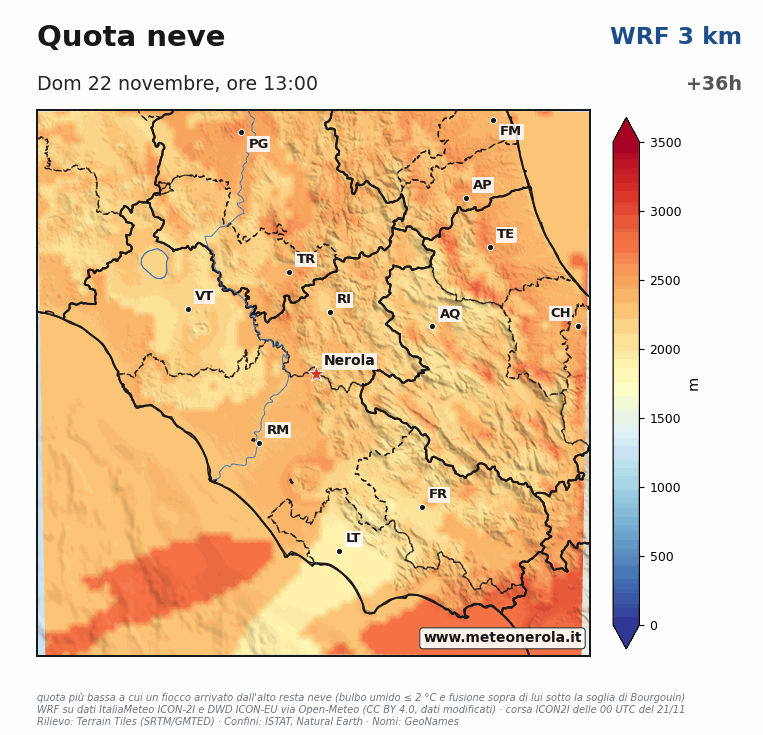 Quota neve
WRF 3 km
Dom 22 novembre, ore 13:00
+36h
FM
PG
AP
TE
TR
VT
RI
AQ
CH
Nerola
RM
FR
LT
www.meteonerola.it
3500
3000
2500
2000
1500
1000
500
0
m
quota più bassa a cui un fiocco arrivato dall'alto resta neve (bulbo umido ≤ 2 °C e fusione sopra di lui sotto la soglia di Bourgouin)
WRF su dati ItaliaMeteo ICON-2I e DWD ICON-EU via Open-Meteo (CC BY 4.0, dati modificati) · corsa ICON2I delle 00 UTC del 21/11
Rilievo: Terrain Tiles (SRTM/GMTED) · Confini: ISTAT, Natural Earth · Nomi: GeoNames